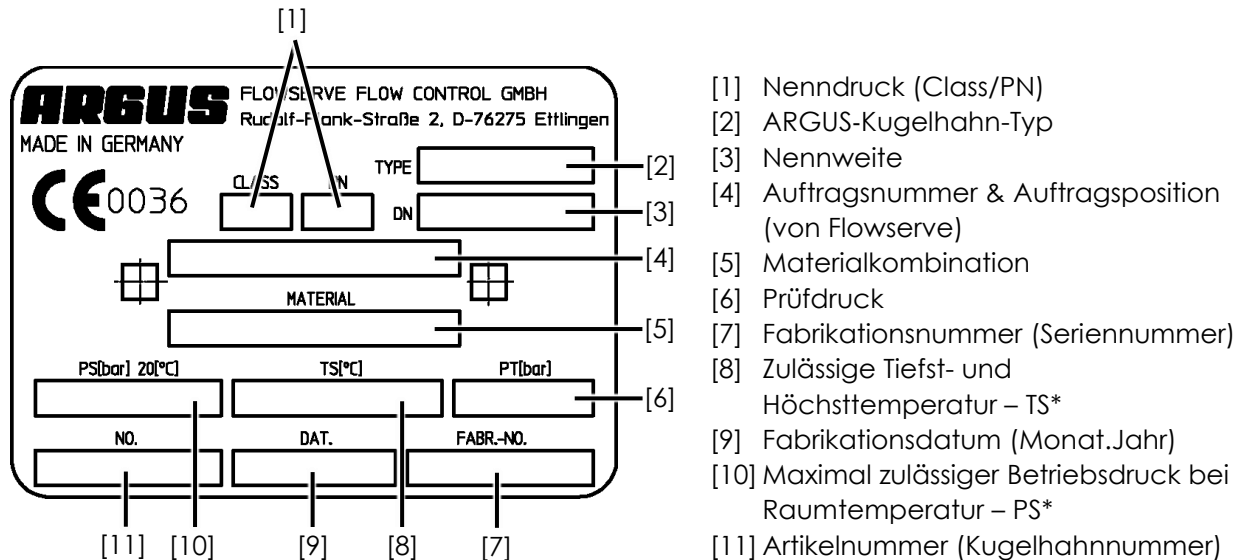 [1]
ARGUS
FLOWSERVE FLOW CONTROL GMBH
Rudolf-Plank-Straße 2, D-76275 Ettlingen
MADE IN GERMANY
CE 0036
CLASS
PN
TYPE
[2]
DN
[3]
[4]
MATERIAL
[5]
PS[bar] 20[°C]
TS[°C]
PT[bar]
[6]
NO.
DAT.
FABR.-NO.
[11]
[10]
[9]
[8]
[7]
[1] Nenndruck (Class/PN)
[2] ARGUS-Kugelhahn-Typ
[3] Nennweite
[4] Auftragsnummer & Auftragsposition
(von Flowserve)
[5] Materialkombination
[6] Prüfdruck
[7] Fabrikationsnummer (Seriennummer)
[8] Zulässige Tiefst- und
Höchsttemperatur – TS*
[9] Fabrikationsdatum (Monat.Jahr)
[10] Maximal zulässiger Betriebsdruck bei
Raumtemperatur – PS*
[11] Artikelnummer (Kugelhahnnummer)